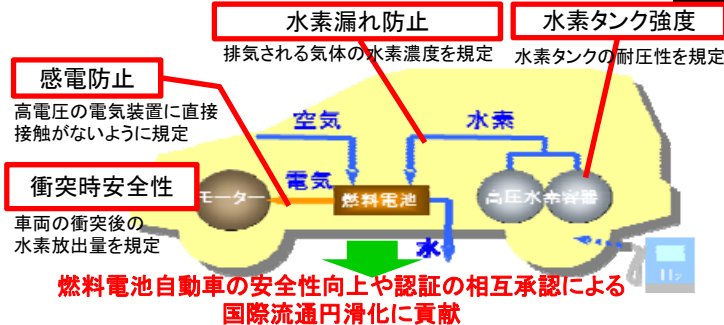 水素漏れ防止
排気される気体の水素濃度を規定
水素タンク強度
水素タンクの耐圧性を規定
感電防止
高電圧の電気装置に直接
接触がないように規定
空気
水素
衝突時安全性
車両の衝突後の
水素放出量を規定
モーター
電気
燃料電池
高圧水素容器
水
H₂
燃料電池自動車の安全性向上や認証の相互承認による
国際流通円滑化に貢献